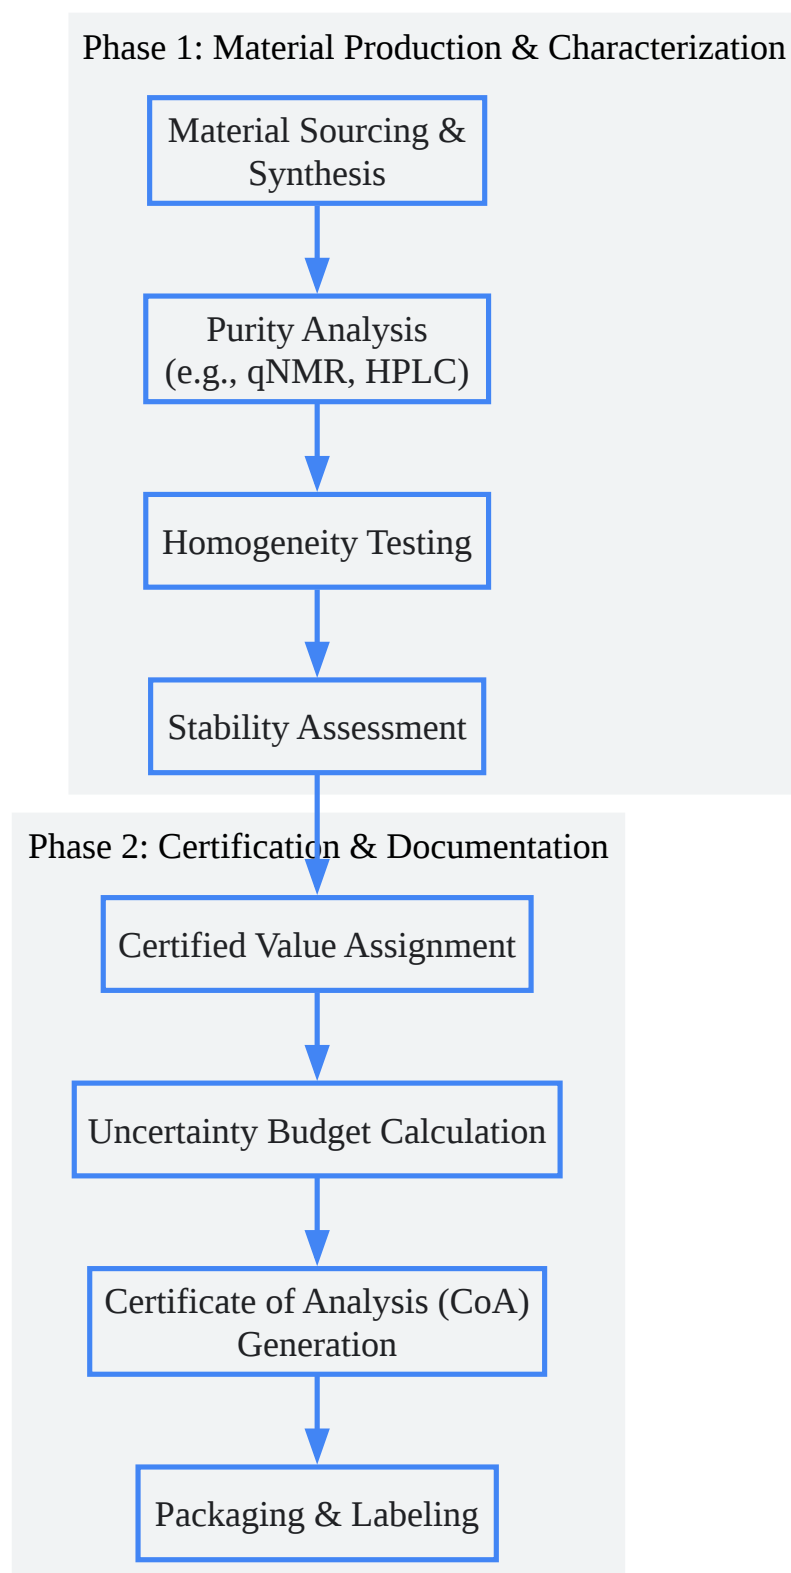 Phase 1: Material Production & Characterization
Material Sourcing &
Synthesis
Purity Analysis
(e.g., qNMR, HPLC)
Homogeneity Testing
Stability Assessment
Phase 2: Certification & Documentation
Certified Value Assignment
Uncertainty Budget Calculation
Certificate of Analysis (CoA)
Generation
Packaging & Labeling